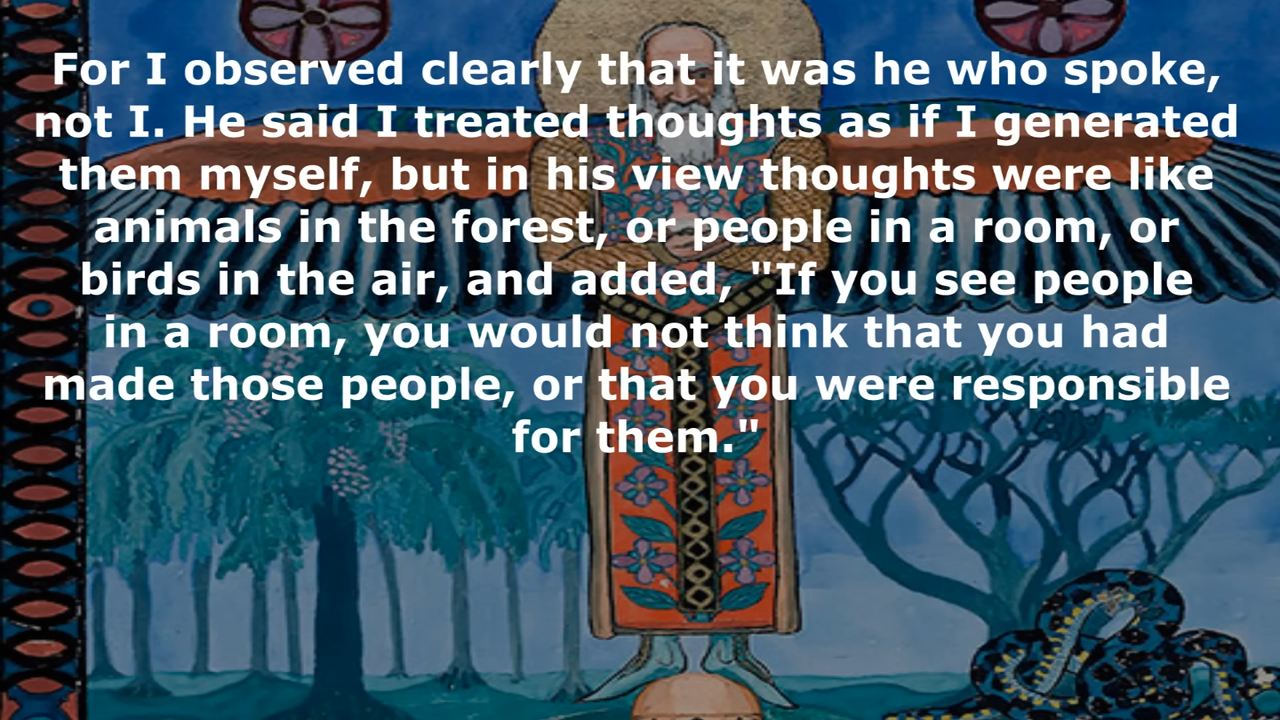 For I observed clearly that it was he who spoke,
not I. He said I treated thoughts as if I generated
them myself, but in his view thoughts were like
animals in the forest, or people in a room, or
birds in the air, and added, "If you see people
in a room, you would not think that you had
made those people, or that you were responsible
for them."